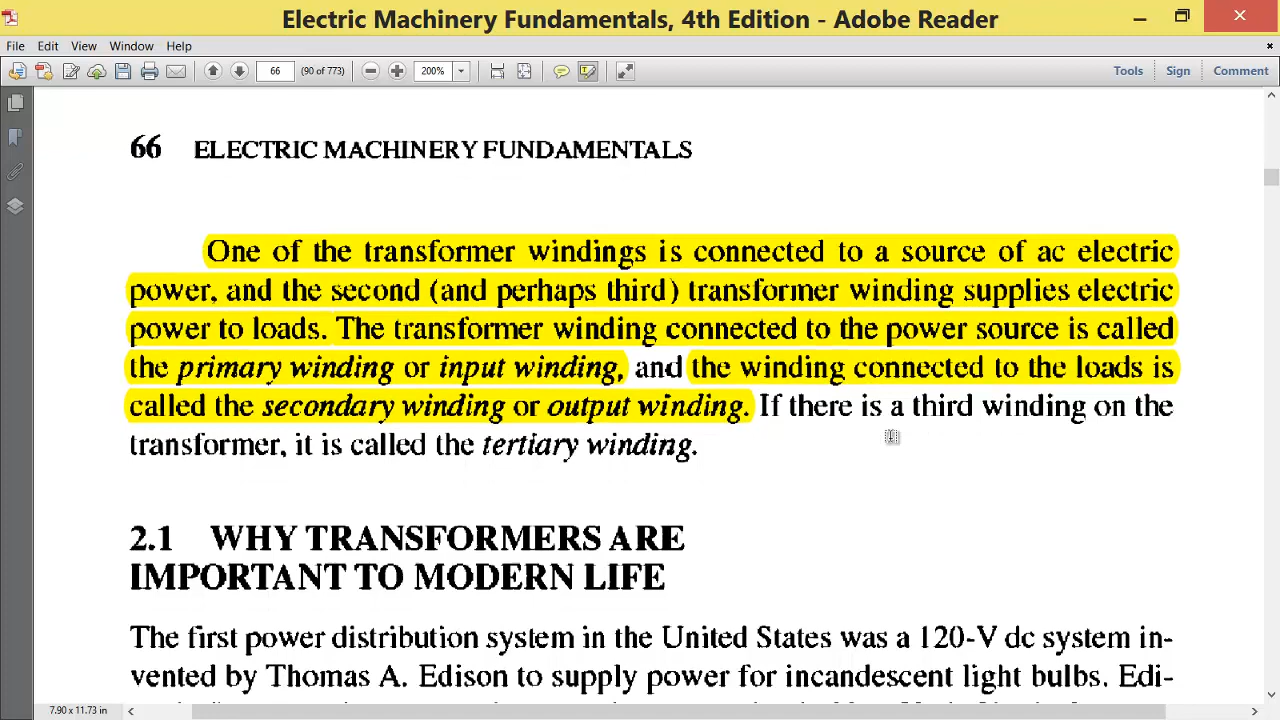 Electric Machinery Fundamentals, 4th Edition - Adobe Reader
File Edit View Window Help
66 (90 of 773) 200% Tools Sign Comment
66 ELECTRIC MACHINERY FUNDAMENTALS
One of the transformer windings is connected to a source of ac electric
power, and the second (and perhaps third) transformer winding supplies electric
power to loads. The transformer winding connected to the power source is called
the primary winding or input winding, and the winding connected to the loads is
called the secondary winding or output winding. If there is a third winding on the
transformer, it is called the tertiary winding.
2.1 WHY TRANSFORMERS ARE
IMPORTANT TO MODERN LIFE
The first power distribution system in the United States was a 120-V dc system in-
vented by Thomas A. Edison to supply power for incandescent light bulbs. Edi-
7.90 x 11.73 in